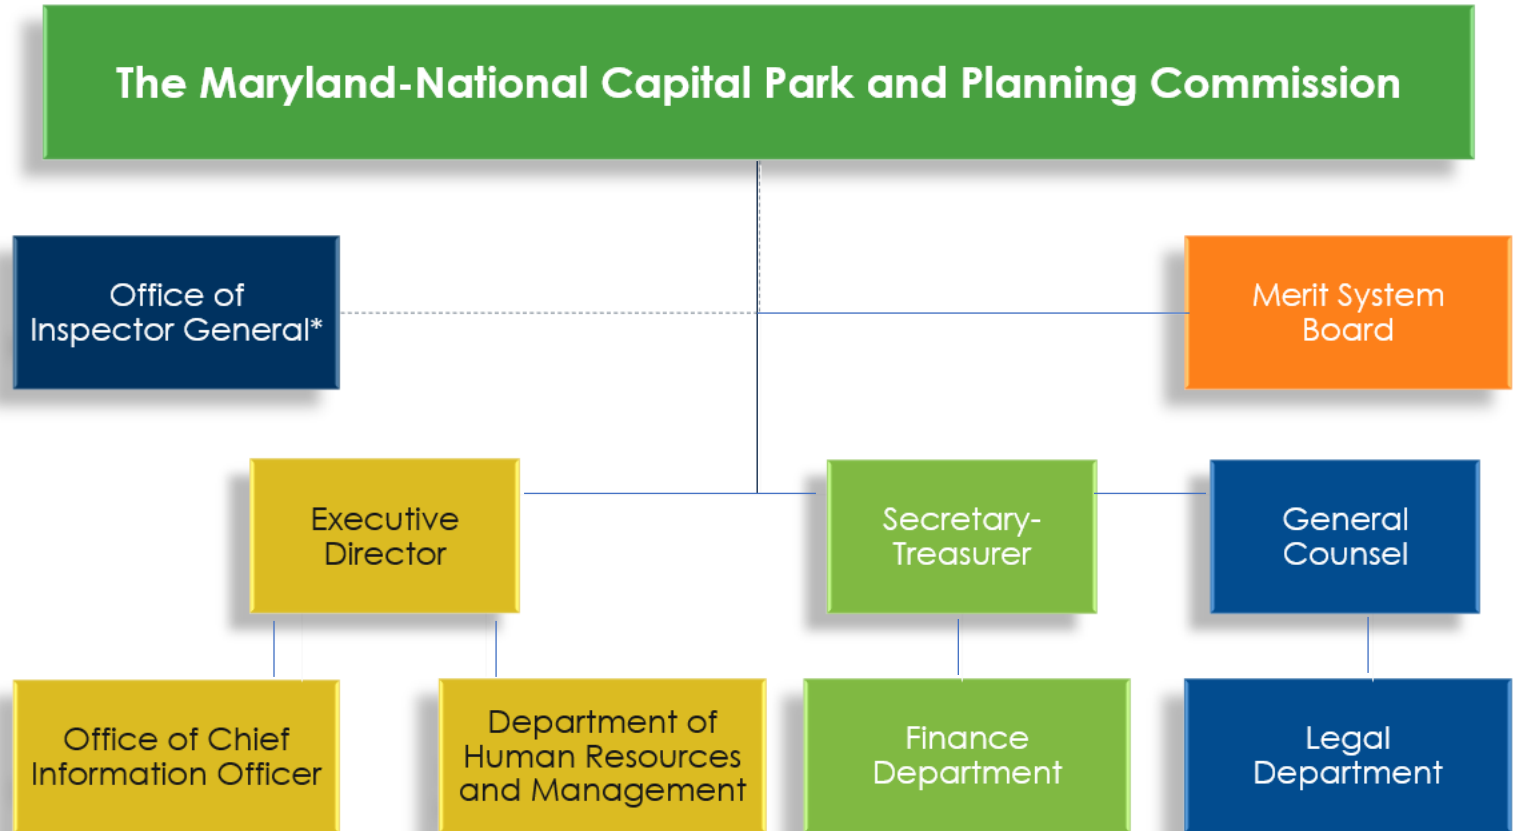 The Maryland-National Capital Park and Planning Commission
Office of
Inspector General*
Merit System
Board
Executive
Director
Secretary-
Treasurer
General
Counsel
Office of Chief
Information Officer
Department of
Human Resources
and Management
Finance
Department
Legal
Department